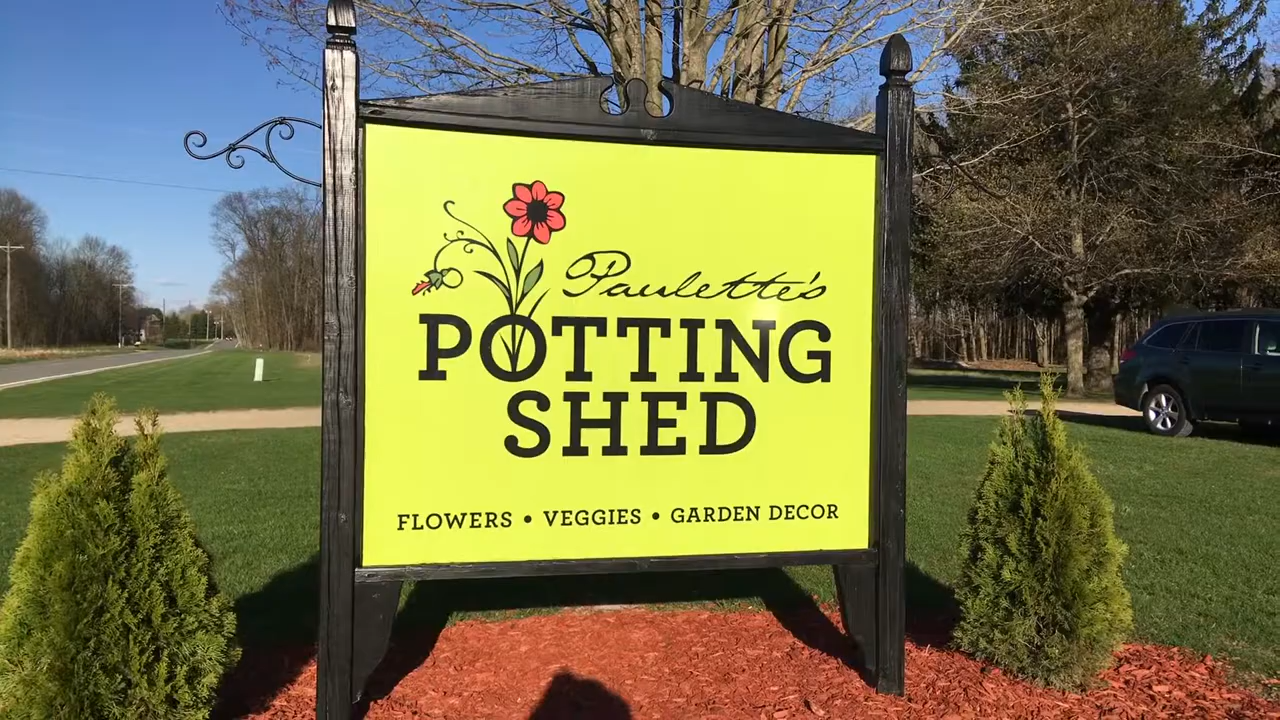 Paulette's
POTTING
SHED
FLOWERS • VEGGIES • GARDEN DECOR